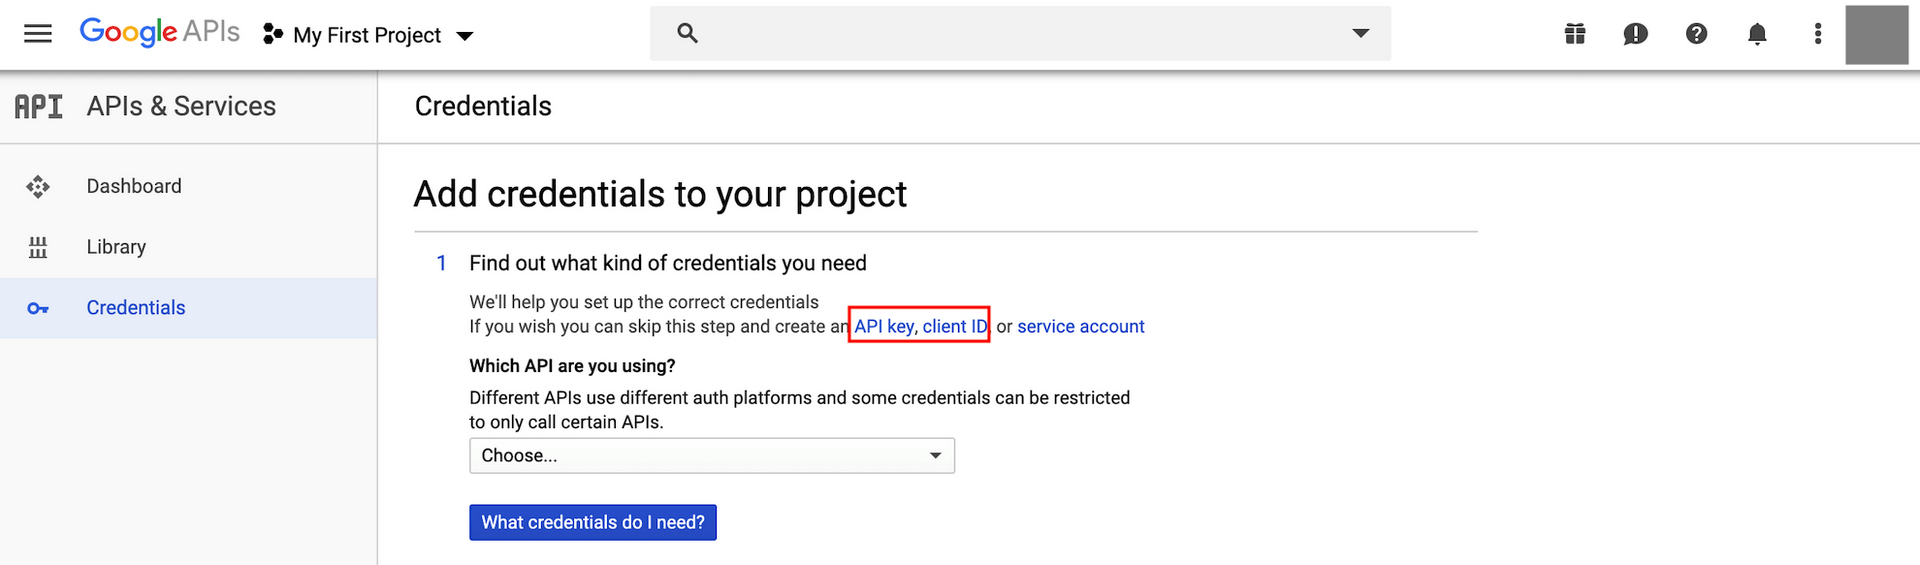 Google APIs
My First Project
API APIs & Services
Credentials
Dashboard
Library
Credentials
Add credentials to your project
1 Find out what kind of credentials you need
We'll help you set up the correct credentials
If you wish you can skip this step and create an API key, client ID, or service account
Which API are you using?
Different APIs use different auth platforms and some credentials can be restricted
to only call certain APIs.
Choose...
What credentials do I need?